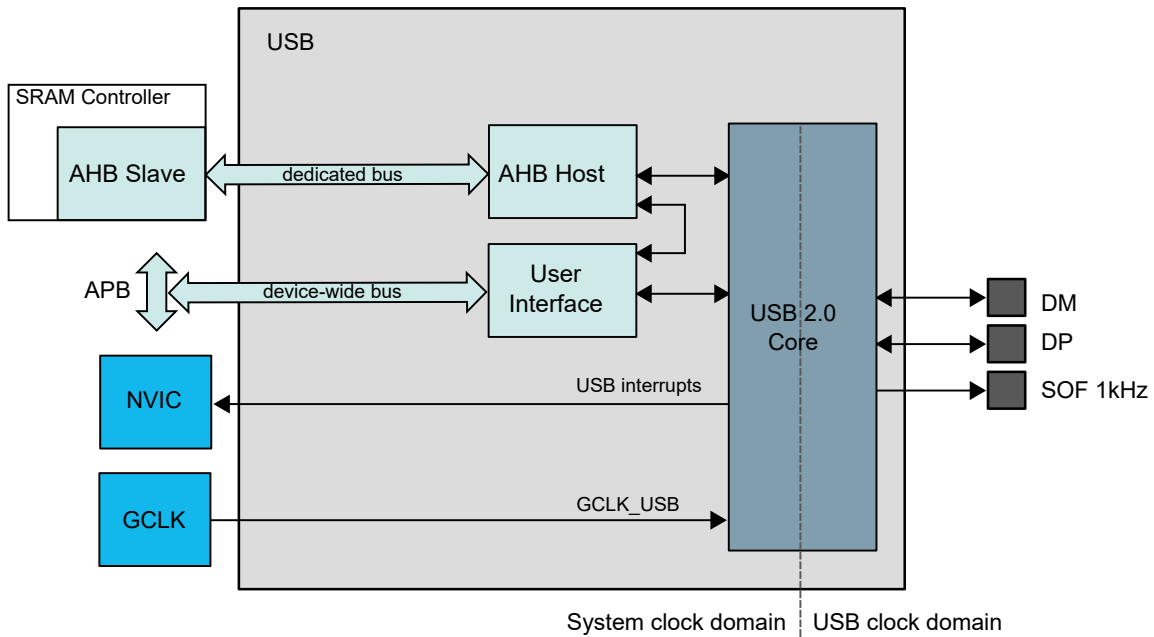 USB
SRAM Controller
AHB Slave
dedicated bus
AHB Host
APB
device-wide bus
User
Interface
USB 2.0
Core
DM
DP
SOF 1kHz
NVIC
USB interrupts
GCLK
GCLK_USB
System clock domain
USB clock domain